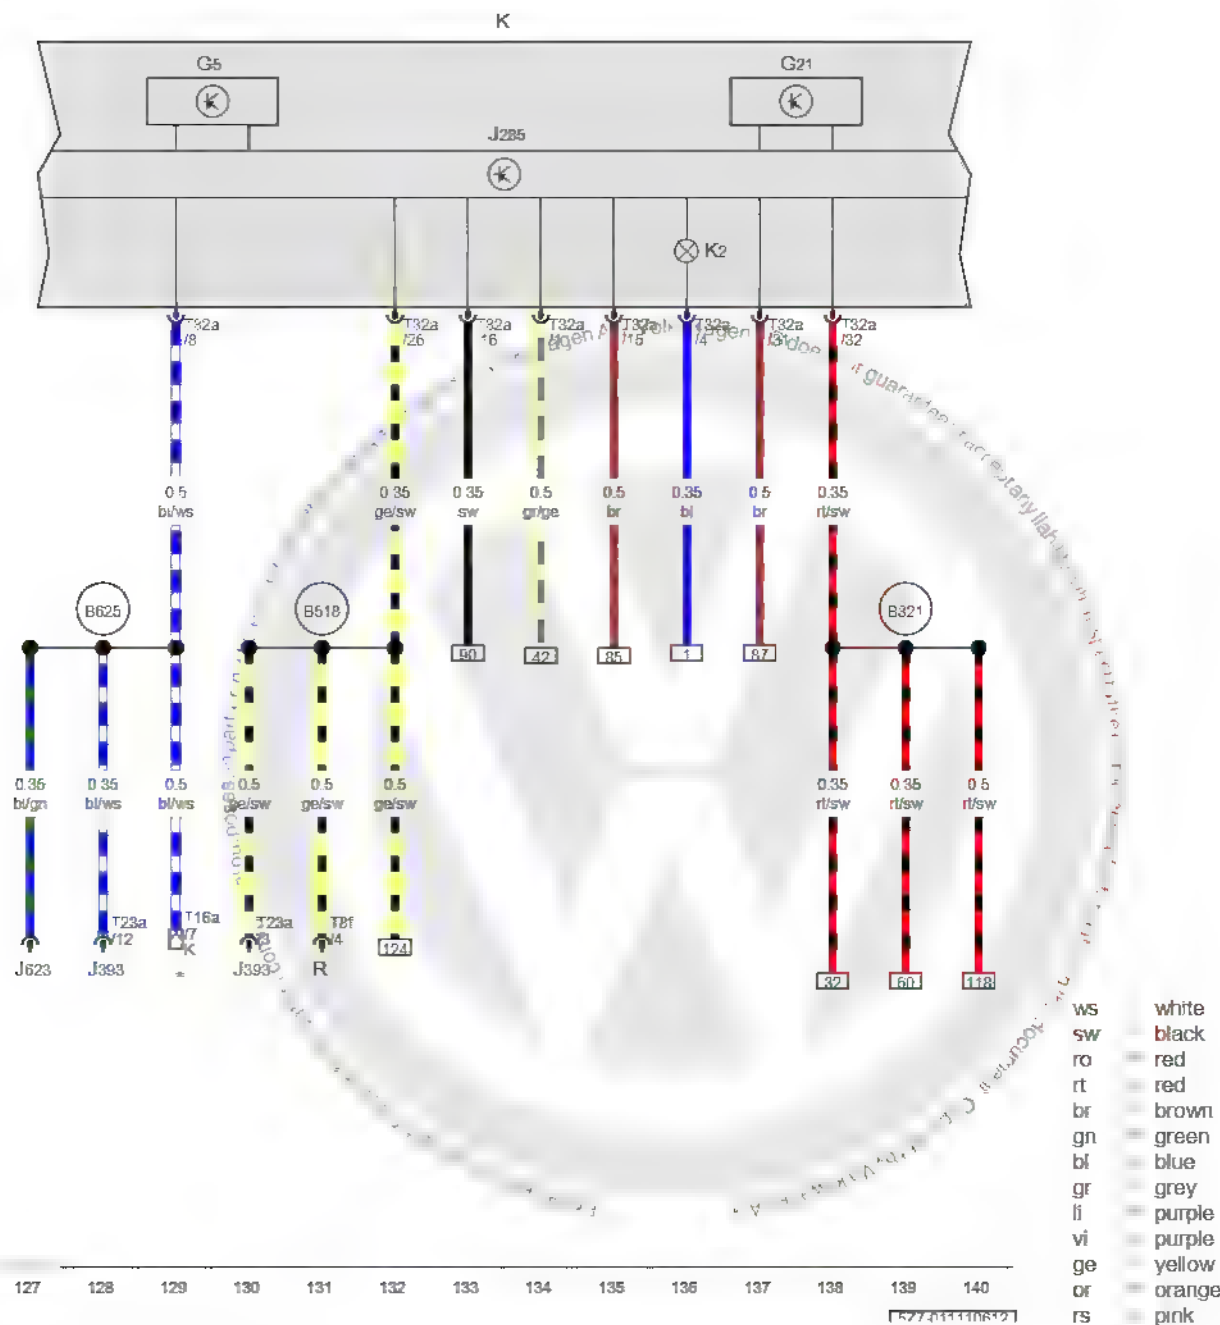 K
G5 G21
J285
K2
T32a /8
T32a /26
T32a
T32a
T32a /15
T32a /4
T32a
T32a /32
0.5 bl/ws
0.35 ge/sw
0.35 sw
0.5 gr/ge
0.5 br
0.35 bl
0.5 br
0.35 rt/sw
B625 B518 B321
90 42 85 1 87
0.35 bl/gn
0.35 bl/ws
0.5 bl/ws
0.5 ge/sw
0.5 ge/sw
0.5 ge/sw
0.35 rt/sw
0.35 rt/sw
0.5 rt/sw
T23a /12
T16a /7
K
*
T23a
T8f /4
124
J623 J393 J393 R
32 60 118
ws white
sw black
ro red
rt red
br brown
gn green
bl blue
gr grey
li purple
vi purple
ge yellow
or orange
rs pink
127 128 129 130 131 132 133 134 135 136 137 138 139 140